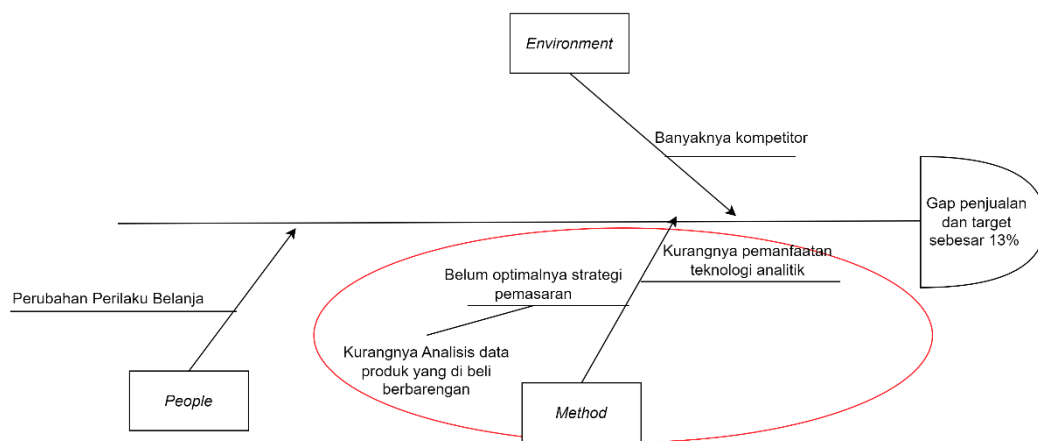 Environment
Banyaknya kompetitor
Gap penjualan
dan target
sebesar 13%
Kurangnya pemanfaatan
teknologi analitik
Belum optimalnya strategi
pemasaran
Perubahan Perilaku Belanja
Kurangnya Analisis data
produk yang di beli
berbarengan
People
Method